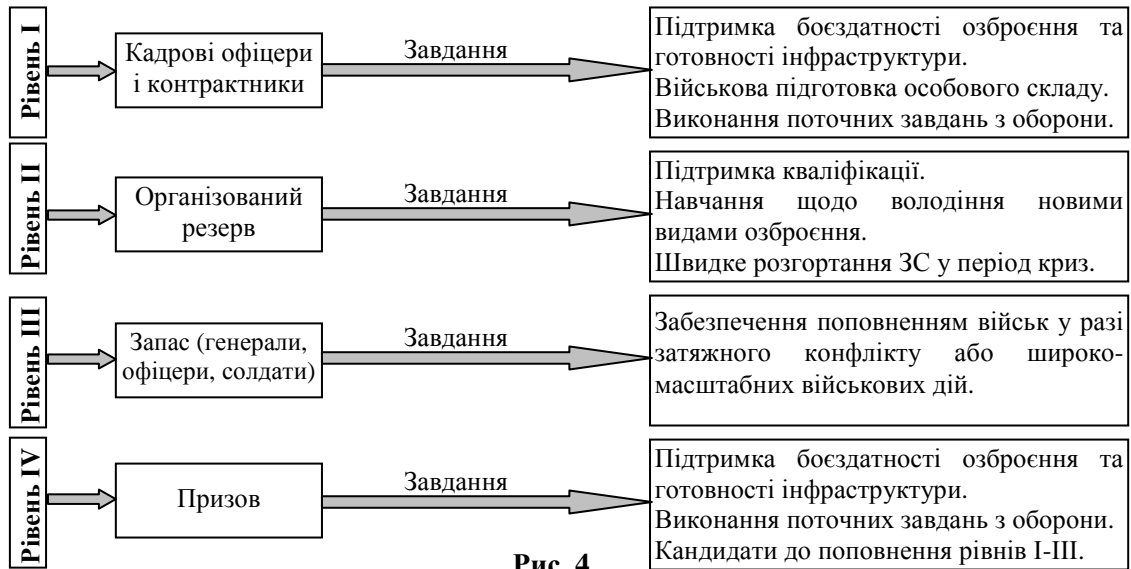 Рівень I
Кадрові офіцери
і контрактники
Завдання
Підтримка боєздатності озброєння та
готовності інфраструктури.
Військова підготовка особового складу.
Виконання поточних завдань з оборони.
Рівень II
Організований
резерв
Завдання
Підтримка кваліфікації.
Навчання щодо володіння новими
видами озброєння.
Швидке розгортання ЗС у період криз.
Рівень III
Запас (генерали,
офіцери, солдати)
Завдання
Забезпечення поповненням військ у разі
затяжного конфлікту або широко-
масштабних військових дій.
Рівень IV
Призов
Завдання
Підтримка боєздатності озброєння та
готовності інфраструктури.
Виконання поточних завдань з оборони.
Кандидати до поповнення рівнів I-III.
Рис. 4